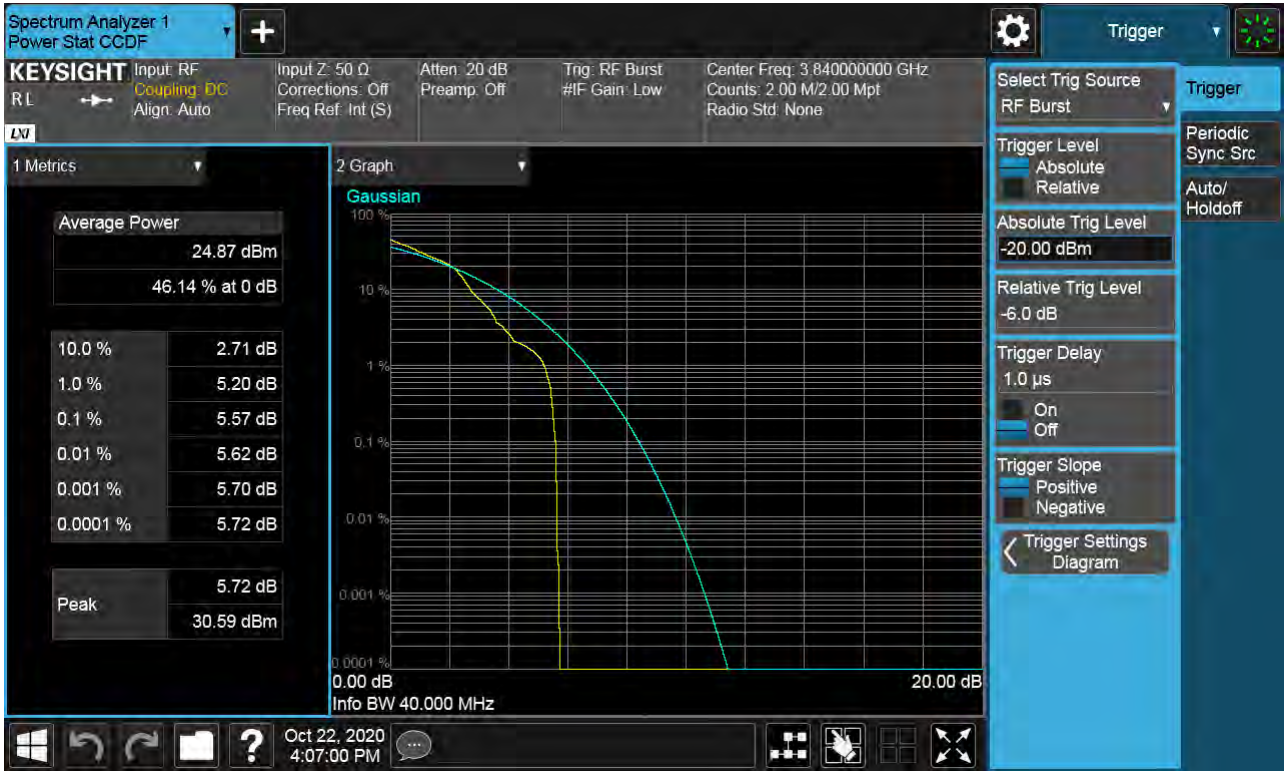 Spectrum Analyzer 1
Power Stat CCDF
+
Trigger
KEYSIGHT
RL
LXI
Input: RF
Coupling: DC
Align: Auto
Input Z: 50 Ω
Corrections: Off
Freq Ref: Int (S)
Atten: 20 dB
Preamp: Off
Trig: RF Burst
#IF Gain: Low
Center Freq: 3.840000000 GHz
Counts: 2.00 M/2.00 Mpt
Radio Std: None
1 Metrics
Average Power
24.87 dBm
46.14 % at 0 dB
10.0 % 2.71 dB
1.0 % 5.20 dB
0.1 % 5.57 dB
0.01 % 5.62 dB
0.001 % 5.70 dB
0.0001 % 5.72 dB
Peak
5.72 dB
30.59 dBm
2 Graph
Gaussian
100 %
10 %
1 %
0.1 %
0.01 %
0.001 %
0.0001 %
0.00 dB 20.00 dB
Info BW 40.000 MHz
Select Trig Source
RF Burst
Trigger Level
Absolute
Relative
Absolute Trig Level
-20.00 dBm
Relative Trig Level
-6.0 dB
Trigger Delay
1.0 µs
On
Off
Trigger Slope
Positive
Negative
Trigger Settings
Diagram
Trigger
Periodic
Sync Src
Auto/
Holdoff
?
Oct 22, 2020
4:07:00 PM